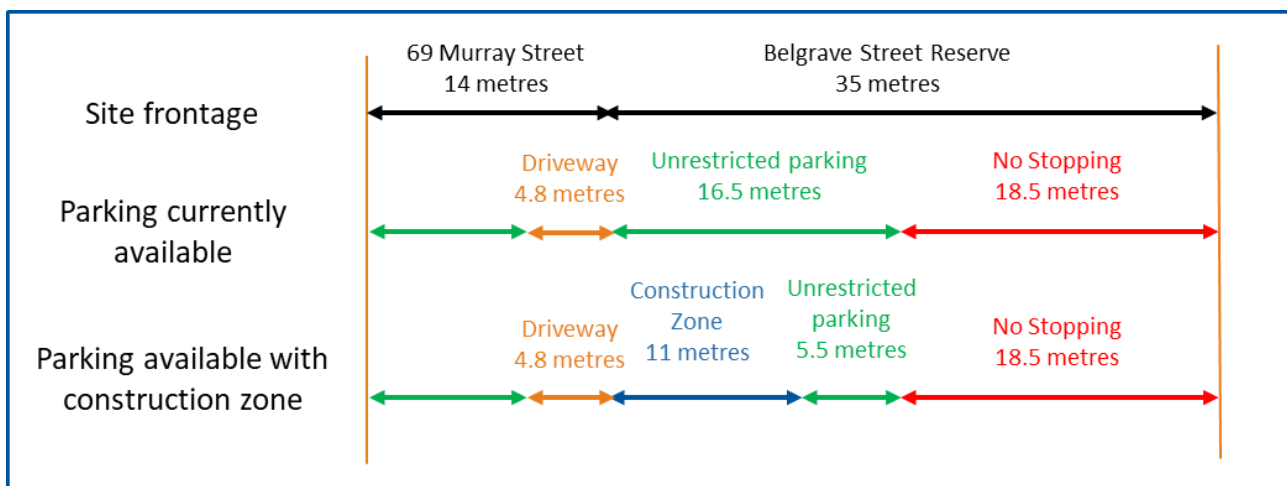 69 Murray Street
14 metres
Belgrave Street Reserve
35 metres
Site frontage
Driveway
4.8 metres
Unrestricted parking
16.5 metres
No Stopping
18.5 metres
Parking currently
available
Driveway
4.8 metres
Construction
Zone
11 metres
Unrestricted
parking
5.5 metres
No Stopping
18.5 metres
Parking available with
construction zone